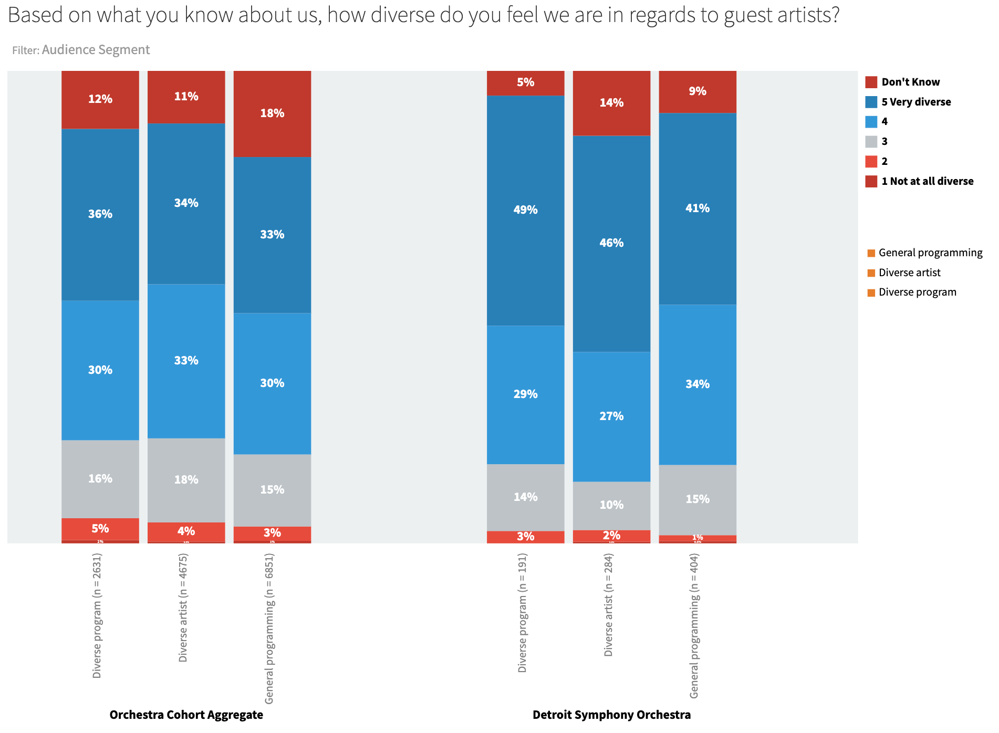 Based on what you know about us, how diverse do you feel we are in regards to guest artists?
Filter: Audience Segment
12%
36%
30%
16%
5%
1%
11%
34%
33%
18%
4%
18%
33%
30%
15%
3%
1%
5%
49%
29%
14%
3%
14%
46%
27%
10%
2%
9%
41%
34%
15%
1%
0.5%
Don't Know
5 Very diverse
4
3
2
1 Not at all diverse
General programming
Diverse artist
Diverse program
Diverse program (n = 2631)
Diverse artist (n = 4675)
General programming (n = 6851)
Diverse program (n = 191)
Diverse artist (n = 284)
General programming (n = 404)
Orchestra Cohort Aggregate
Detroit Symphony Orchestra